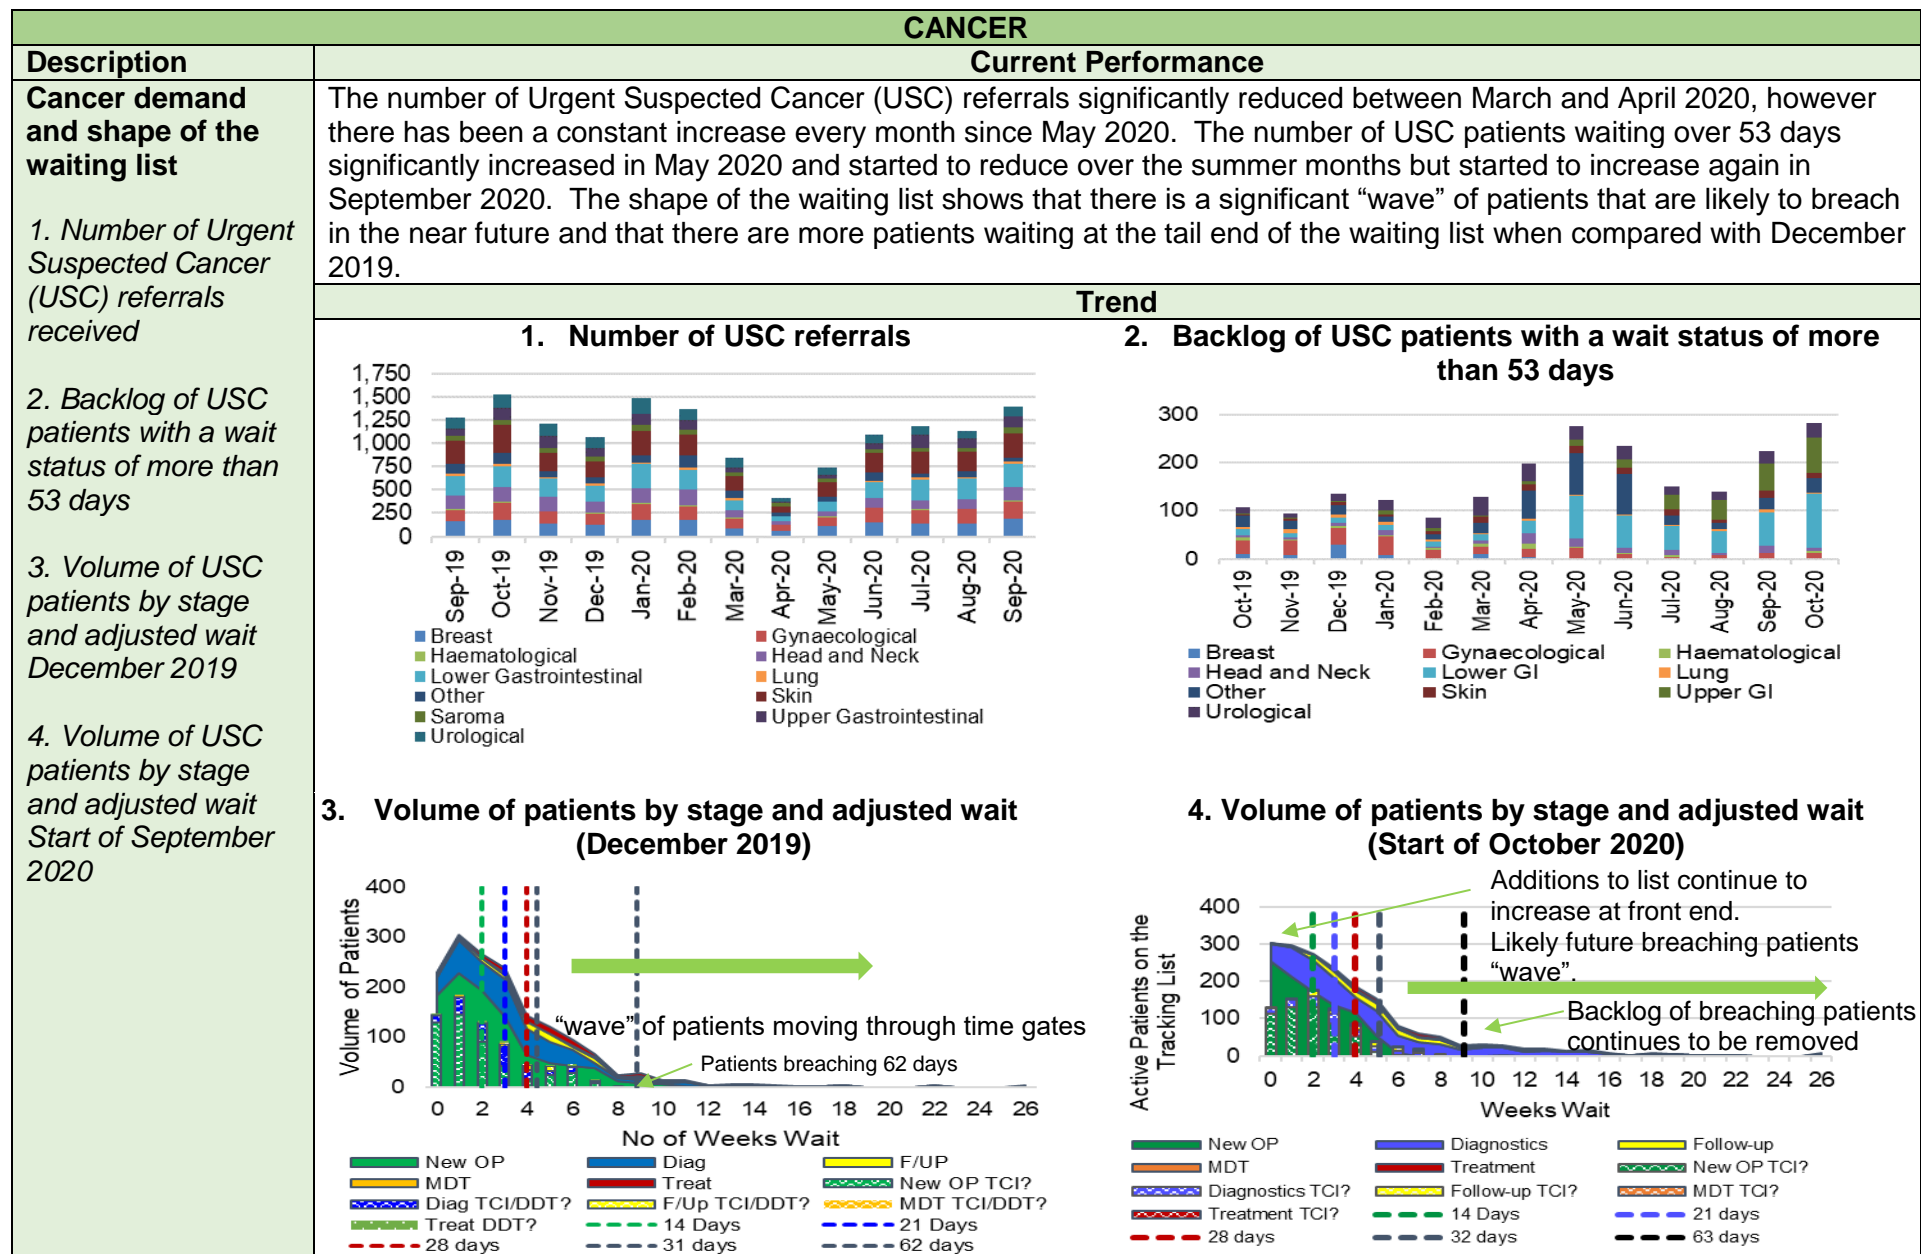 CANCER
Description
Current Performance
Cancer demand
and shape of the
waiting list
1. Number of Urgent
Suspected Cancer
(USC) referrals
received
2. Backlog of USC
patients with a wait
status of more than
53 days
3. Volume of USC
patients by stage
and adjusted wait
December 2019
4. Volume of USC
patients by stage
and adjusted wait
Start of September
2020
The number of Urgent Suspected Cancer (USC) referrals significantly reduced between March and April 2020, however
there has been a constant increase every month since May 2020. The number of USC patients waiting over 53 days
significantly increased in May 2020 and started to reduce over the summer months but started to increase again in
September 2020. The shape of the waiting list shows that there is a significant “wave” of patients that are likely to breach
in the near future and that there are more patients waiting at the tail end of the waiting list when compared with December
2019.
Trend
1. Number of USC referrals
1,750
1,500
1,250
1,000
750
500
250
0
Sep-19 Oct-19 Nov-19 Dec-19 Jan-20 Feb-20 Mar-20 Apr-20 May-20 Jun-20 Jul-20 Aug-20 Sep-20
Breast Gynaecological
Haematological Head and Neck
Lower Gastrointestinal Lung
Other Skin
Saroma Upper Gastrointestinal
Urological
2. Backlog of USC patients with a wait status of more
than 53 days
300
200
100
0
Oct-19 Nov-19 Dec-19 Jan-20 Feb-20 Mar-20 Apr-20 May-20 Jun-20 Jul-20 Aug-20 Sep-20 Oct-20
Breast Gynaecological Haematological
Head and Neck Lower GI Lung
Other Skin Upper GI
Urological
3. Volume of patients by stage and adjusted wait
(December 2019)
Volume of Patients
400
300
200
100
0
“wave” of patients moving through time gates
Patients breaching 62 days
0 2 4 6 8 10 12 14 16 18 20 22 24 26
No of Weeks Wait
New OP Diag F/UP
MDT Treat New OP TCI?
Diag TCI/DDT? F/Up TCI/DDT? MDT TCI/DDT?
Treat DDT? 14 Days 21 Days
28 days 31 days 62 days
4. Volume of patients by stage and adjusted wait
(Start of October 2020)
Additions to list continue to
increase at front end.
Likely future breaching patients
“wave”.
Backlog of breaching patients
continues to be removed
Active Patients on the
Tracking List
400
300
200
100
0
0 2 4 6 8 10 12 14 16 18 20 22 24 26
Weeks Wait
New OP Diagnostics Follow-up
MDT Treatment New OP TCI?
Diagnostics TCI? Follow-up TCI? MDT TCI?
Treatment TCI? 14 Days 21 days
28 days 32 days 63 days